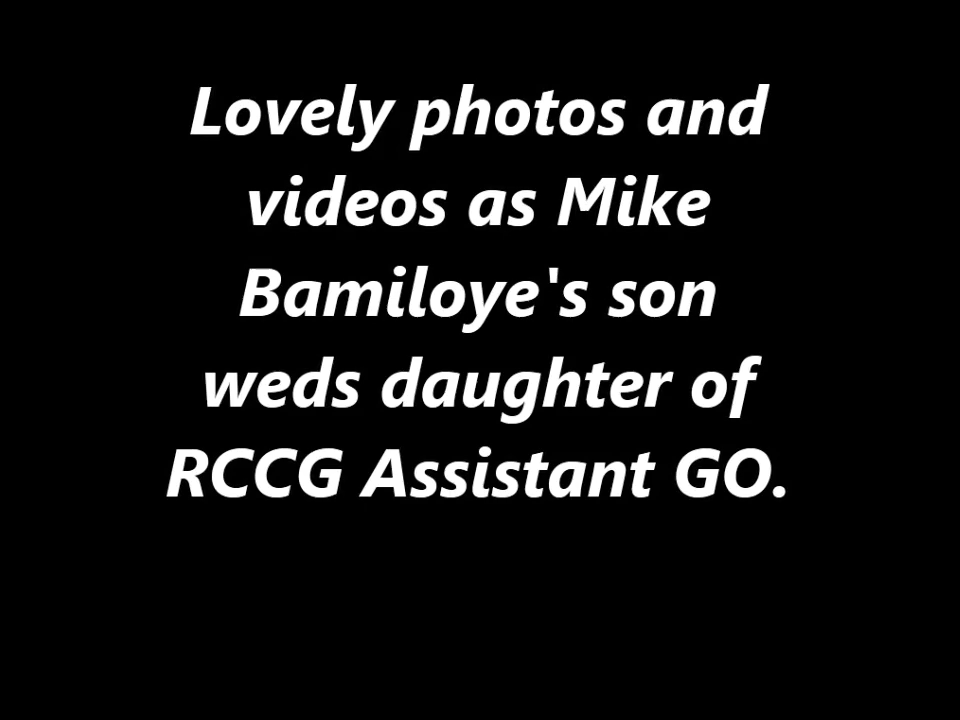 Lovely photos and
videos as Mike
Bamiloye's son
weds daughter of
RCCG Assistant GO.